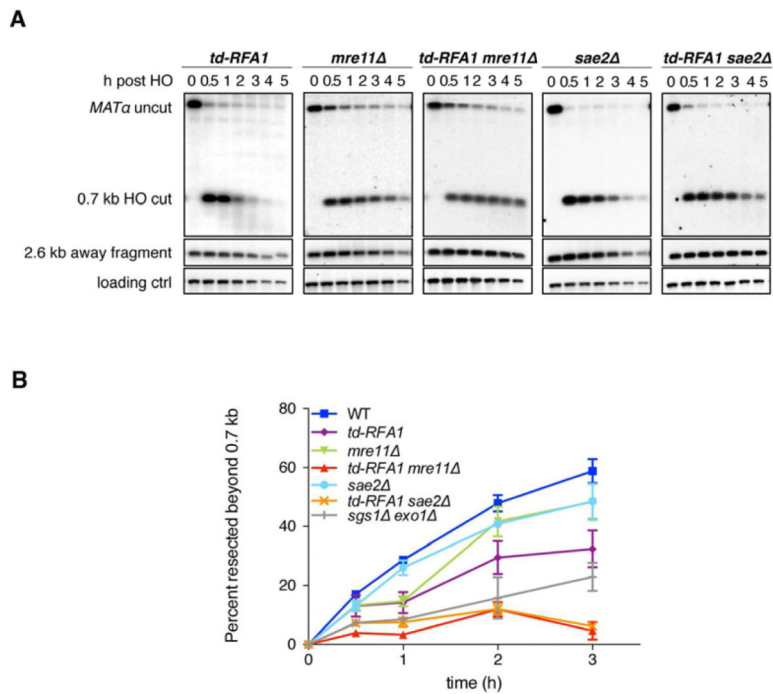 A
td-RFA1 mre11Δ td-RFA1 mre11Δ sae2Δ td-RFA1 sae2Δ
h post HO 0 0.5 1 2 3 4 5 0 0.5 1 2 3 4 5 0 0.5 1 2 3 4 5 0 0.5 1 2 3 4 5 0 0.5 1 2 3 4 5
MATα uncut
0.7 kb HO cut
2.6 kb away fragment
loading ctrl
B
Percent resected beyond 0.7 kb
80
60
40
20
0
WT
td-RFA1
mre11Δ
td-RFA1 mre11Δ
sae2Δ
td-RFA1 sae2Δ
sgs1Δ exo1Δ
0 1 2 3
time (h)